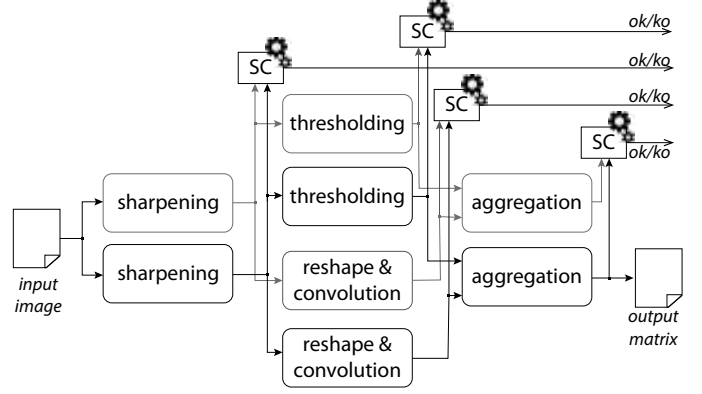 SC
ok/ko
SC
ok/ko
SC
ok/ko
thresholding
SC
ok/ko
thresholding
sharpening
aggregation
input
image
sharpening
reshape &
convolution
aggregation
output
matrix
reshape &
convolution